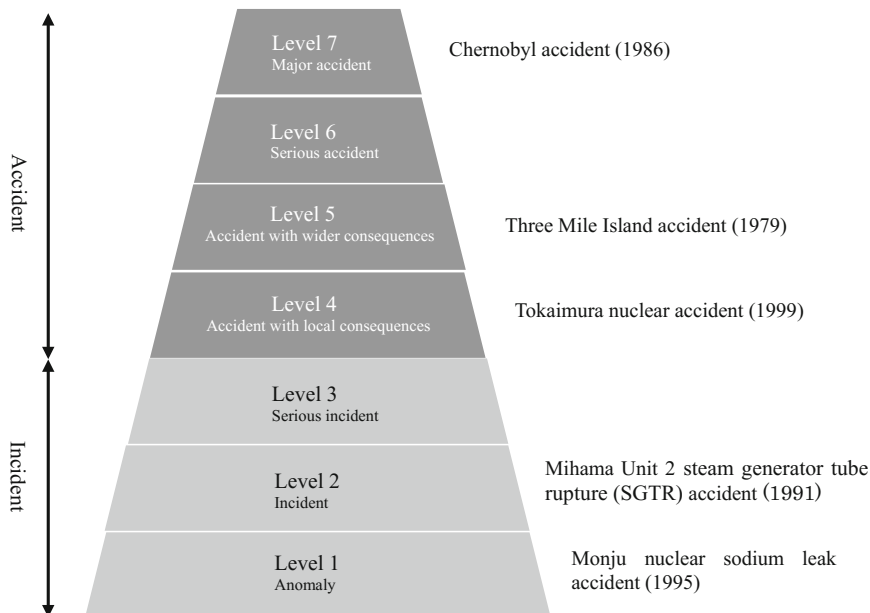 Level 7
Major accident
Chernobyl accident (1986)
Level 6
Serious accident
Accident
Level 5
Accident with wider consequences
Three Mile Island accident (1979)
Level 4
Accident with local consequences
Tokaimura nuclear accident (1999)
Level 3
Serious incident
Incident
Level 2
Incident
Mihama Unit 2 steam generator tube
rupture (SGTR) accident (1991)
Level 1
Anomaly
Monju nuclear sodium leak
accident (1995)